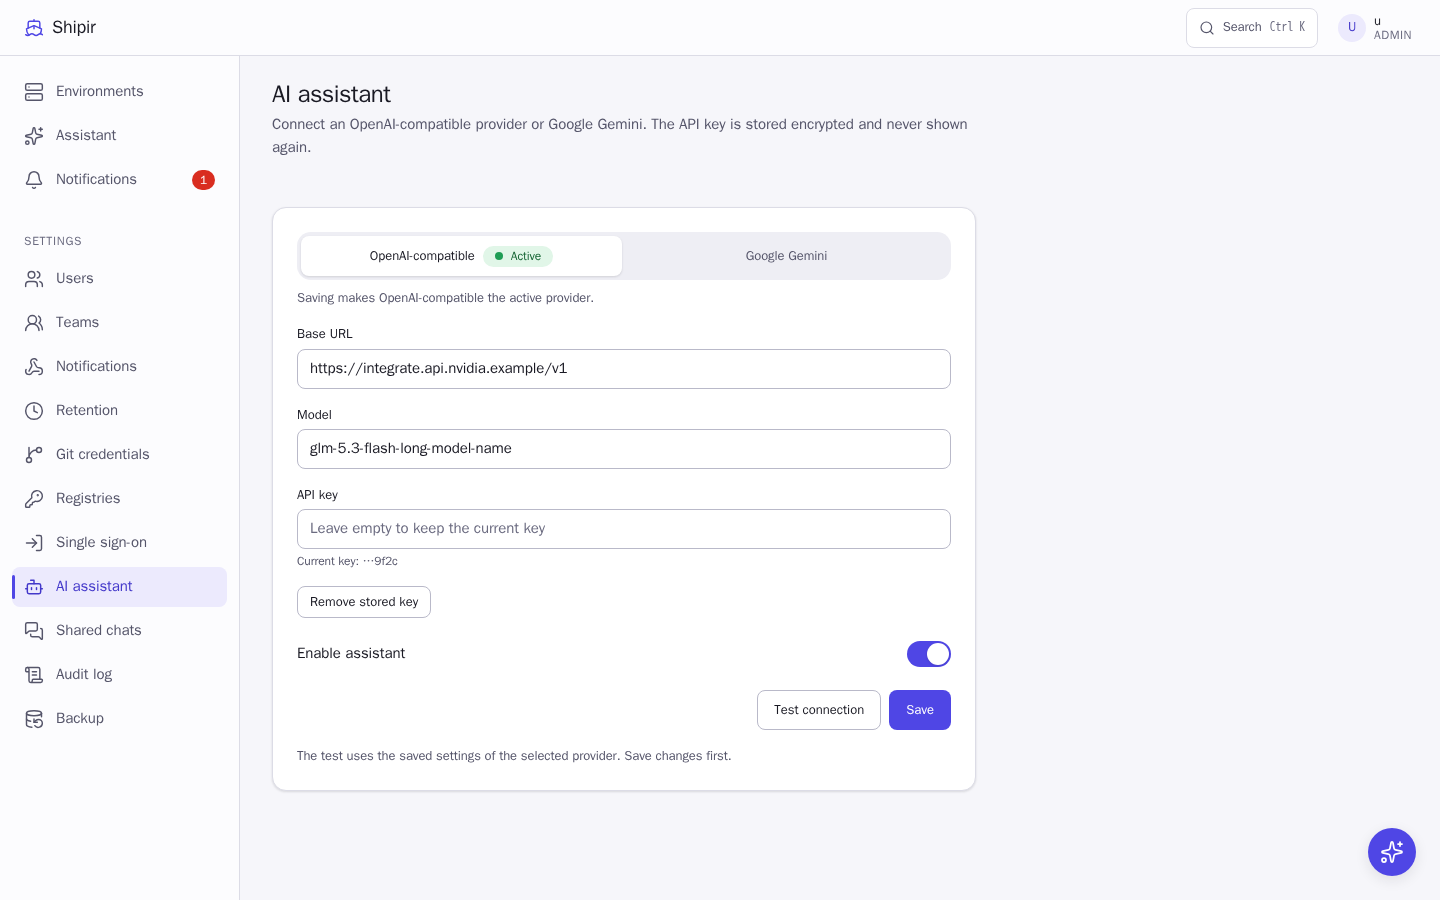 Shipir
Search Ctrl K
U
u
ADMIN
Environments
Assistant
Notifications
1
SETTINGS
Users
Teams
Notifications
Retention
Git credentials
Registries
Single sign-on
AI assistant
Shared chats
Audit log
Backup
AI assistant
Connect an OpenAI-compatible provider or Google Gemini. The API key is stored encrypted and never shown
again.
OpenAI-compatible
Active
Google Gemini
Saving makes OpenAI-compatible the active provider.
Base URL
https://integrate.api.nvidia.example/v1
Model
glm-5.3-flash-long-model-name
API key
Leave empty to keep the current key
Current key: ···9f2c
Remove stored key
Enable assistant
Test connection
Save
The test uses the saved settings of the selected provider. Save changes first.